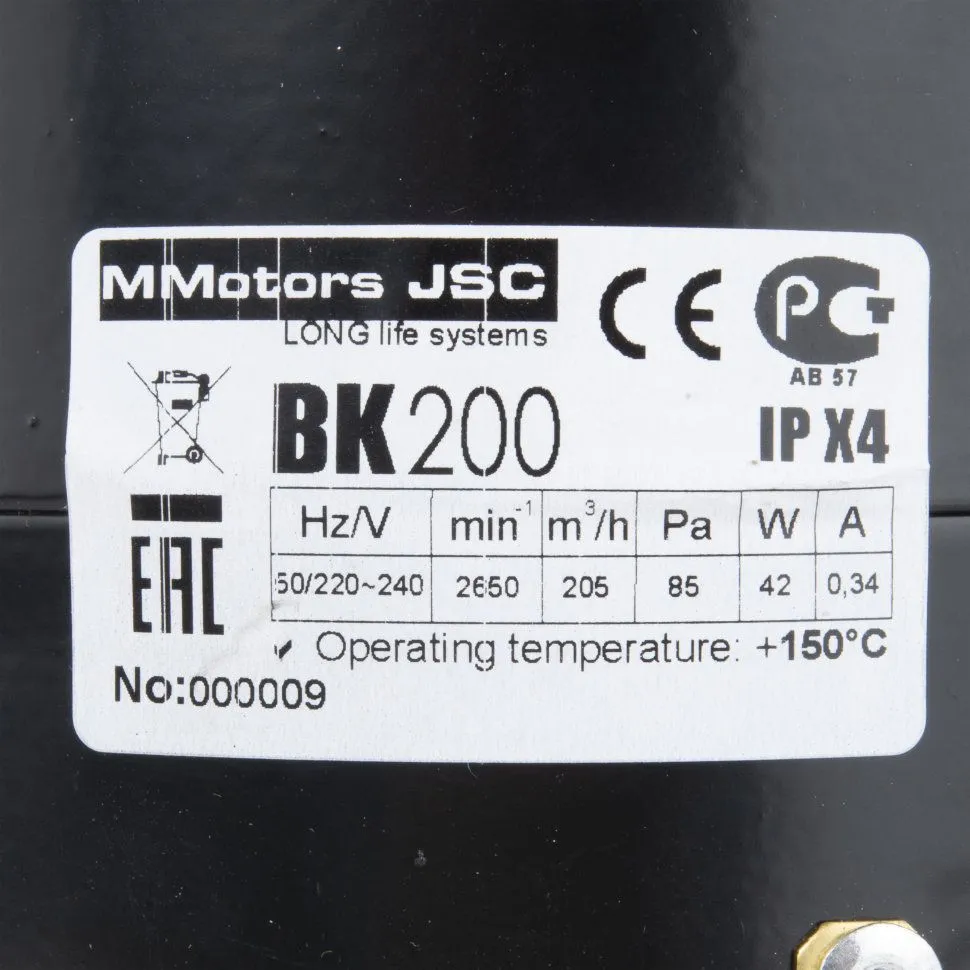 MMotors JSC
LONG life systems
CE
PCT
AB 57
BK200
IP X4
Hz/V min⁻¹ m³/h Pa W A
50/220~240 2650 205 85 42 0,34
EAC
✓ Operating temperature: +150°C
No:000009